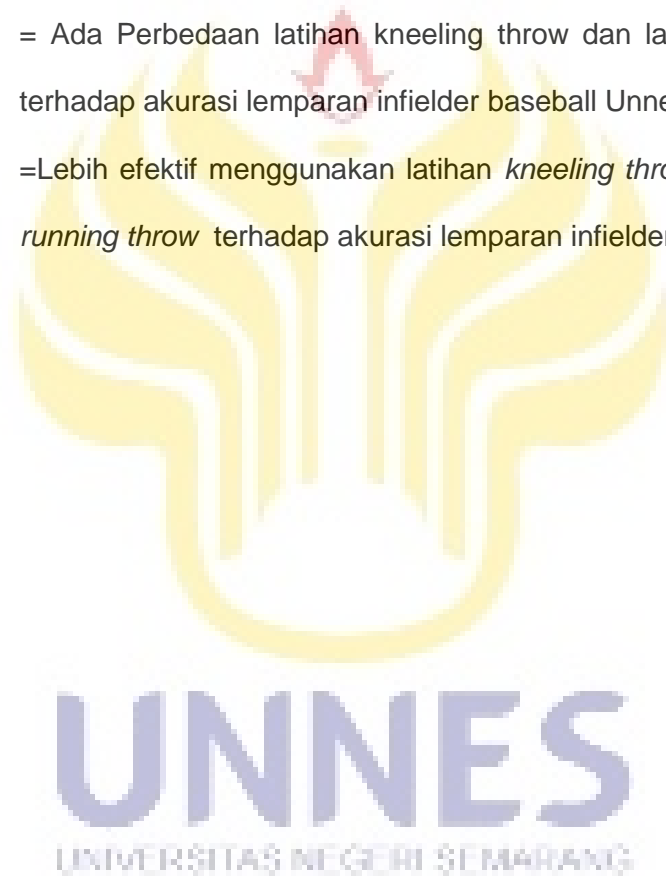 = Ada Perbedaan latihan kneeling throw dan la
terhadap akurasi lemparan infielder baseball Unne
=Lebih efektif menggunakan latihan kneeling thro
running throw terhadap akurasi lemparan infielder
UNNES
UNIVERSITAS NEGERI SEMARANG